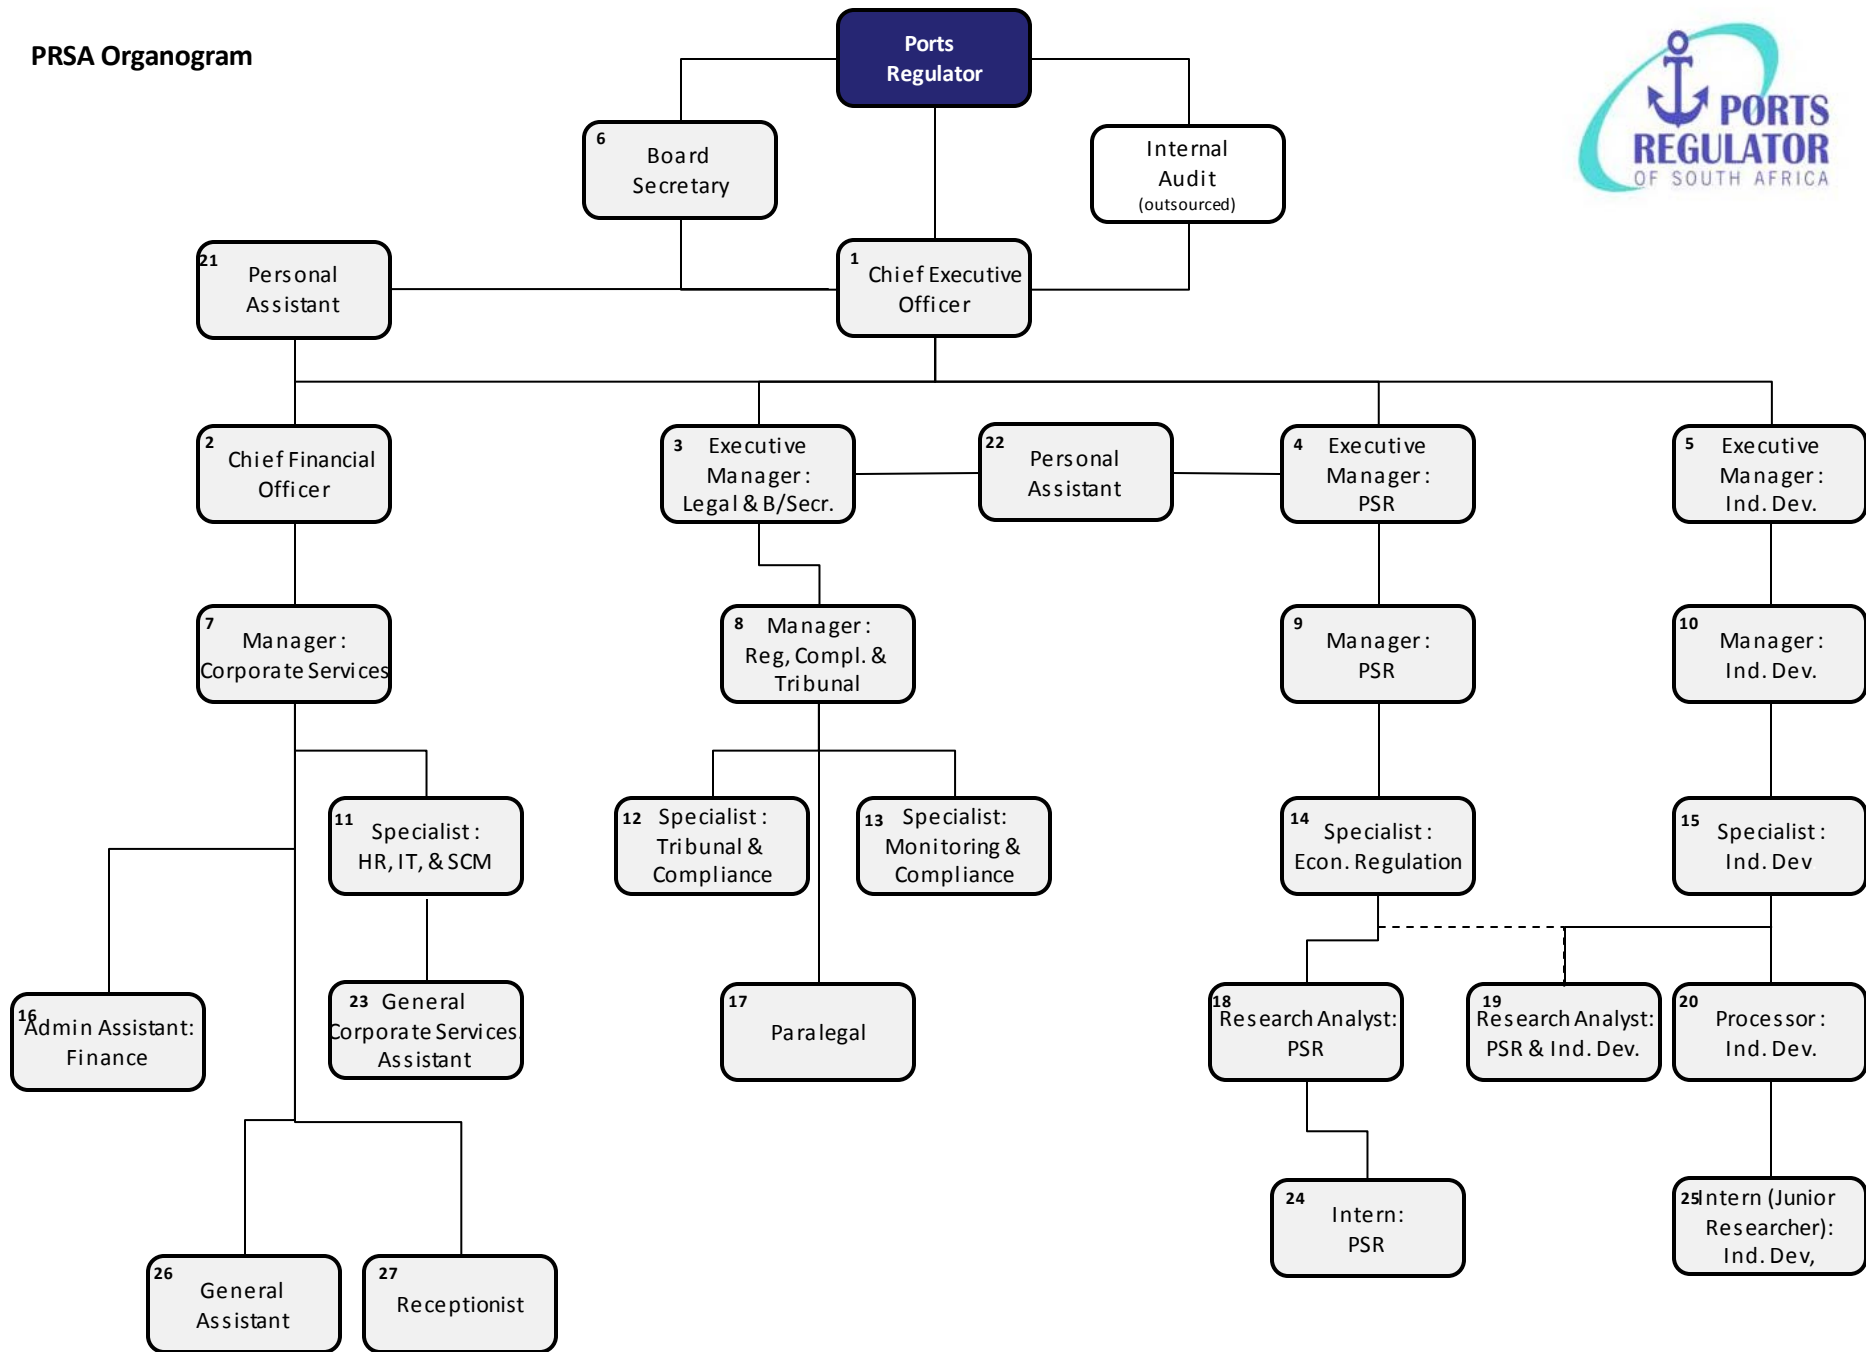 PRSA Organogram
Ports
Regulator
PORTS
REGULATOR
OF SOUTH AFRICA
6
Board
Secretary
Internal
Audit
(outsourced)
21
Personal
Assistant
1
Chief Executive
Officer
2
Chief Financial
Officer
3
Executive
Manager :
Legal & B/Secr.
22
Personal
Assistant
4
Executive
Manager :
PSR
5
Executive
Manager :
Ind. Dev.
7
Manager :
Corporate Services
8
Manager :
Reg, Compl. &
Tribunal
9
Manager :
PSR
10
Manager :
Ind. Dev.
11
Specialist :
HR, IT, & SCM
12
Specialist :
Tribunal &
Compliance
13
Specialist:
Monitoring &
Compliance
14
Specialist :
Econ. Regulation
15
Specialist :
Ind. Dev
16
Admin Assistant:
Finance
23
General
Corporate Services.
Assistant
17
Paralegal
18
Research Analyst:
PSR
19
Research Analyst:
PSR & Ind. Dev.
20
Processor :
Ind. Dev.
24
Intern:
PSR
25
Intern (Junior
Researcher):
Ind. Dev,
26
General
Assistant
27
Receptionist